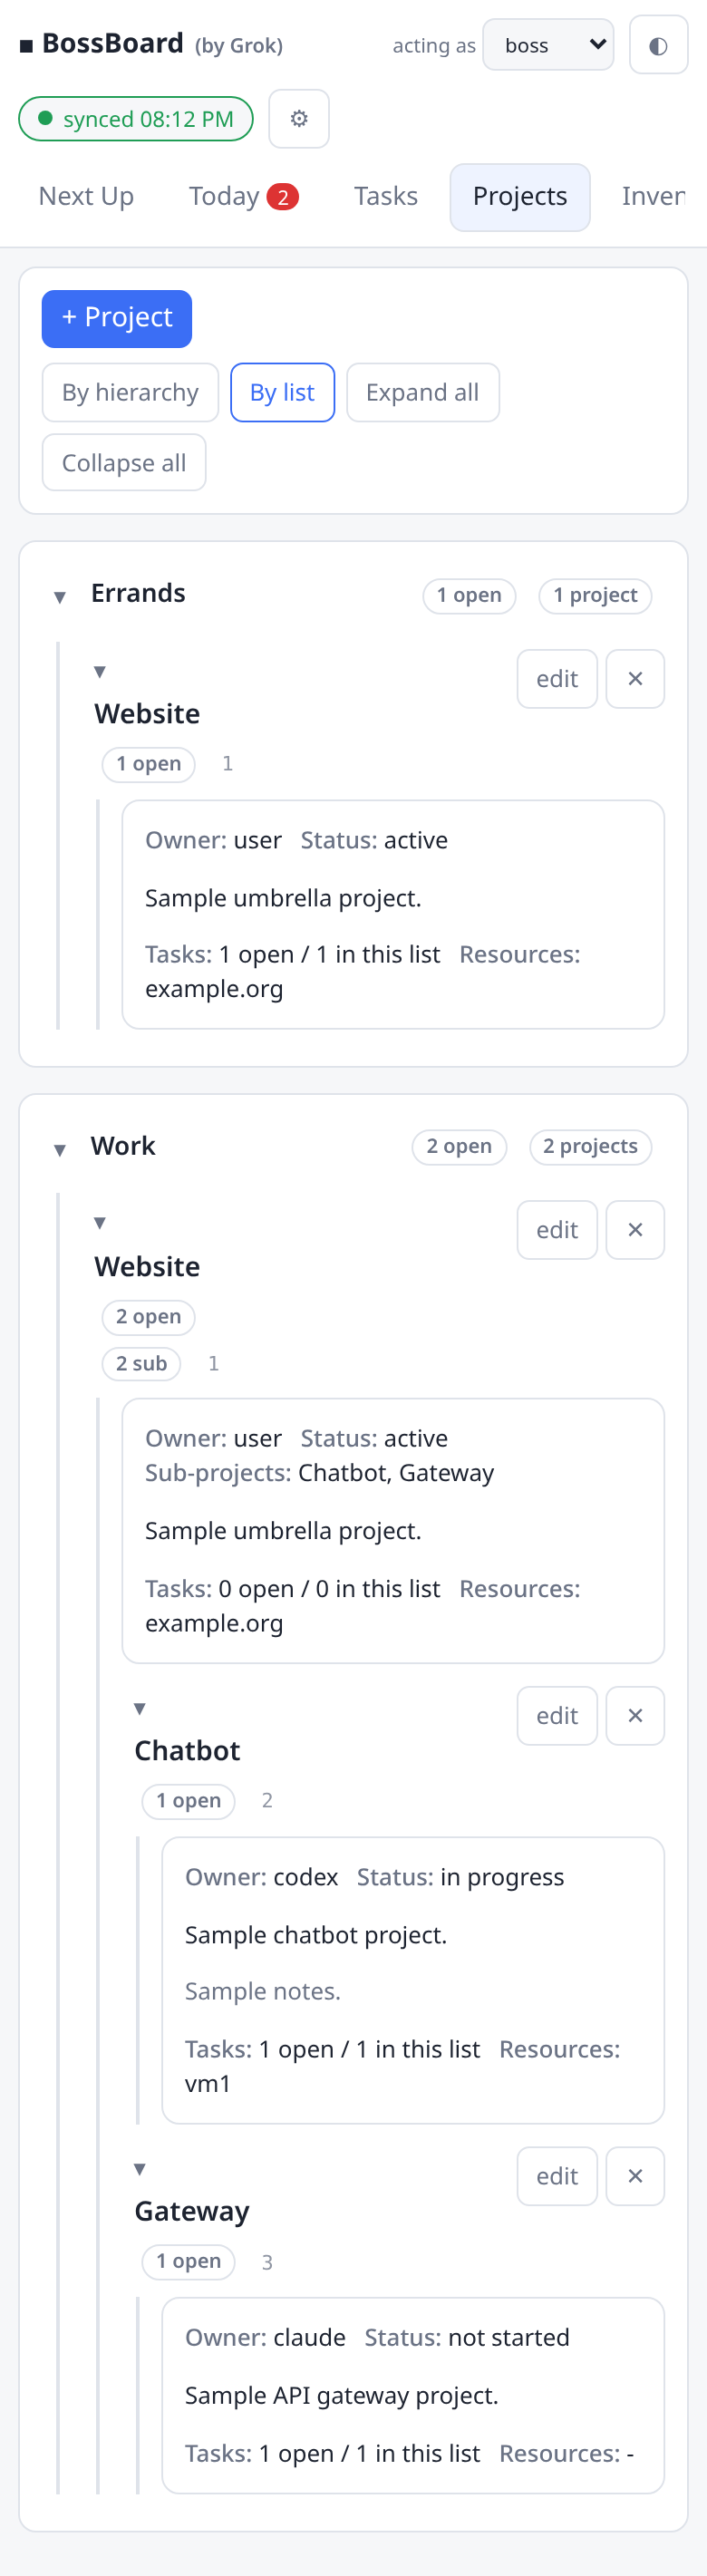 ■ BossBoard (by Grok) acting as boss
synced 08:12 PM
Next Up Today 2 Tasks Projects Inven
+ Project
By hierarchy By list Expand all
Collapse all
▼ Errands 1 open 1 project
▼ edit ✕
Website
1 open 1
Owner: user Status: active
Sample umbrella project.
Tasks: 1 open / 1 in this list Resources:
example.org
▼ Work 2 open 2 projects
▼ edit ✕
Website
2 open
2 sub 1
Owner: user Status: active
Sub-projects: Chatbot, Gateway
Sample umbrella project.
Tasks: 0 open / 0 in this list Resources:
example.org
▼ edit ✕
Chatbot
1 open 2
Owner: codex Status: in progress
Sample chatbot project.
Sample notes.
Tasks: 1 open / 1 in this list Resources:
vm1
▼ edit ✕
Gateway
1 open 3
Owner: claude Status: not started
Sample API gateway project.
Tasks: 1 open / 1 in this list Resources: -